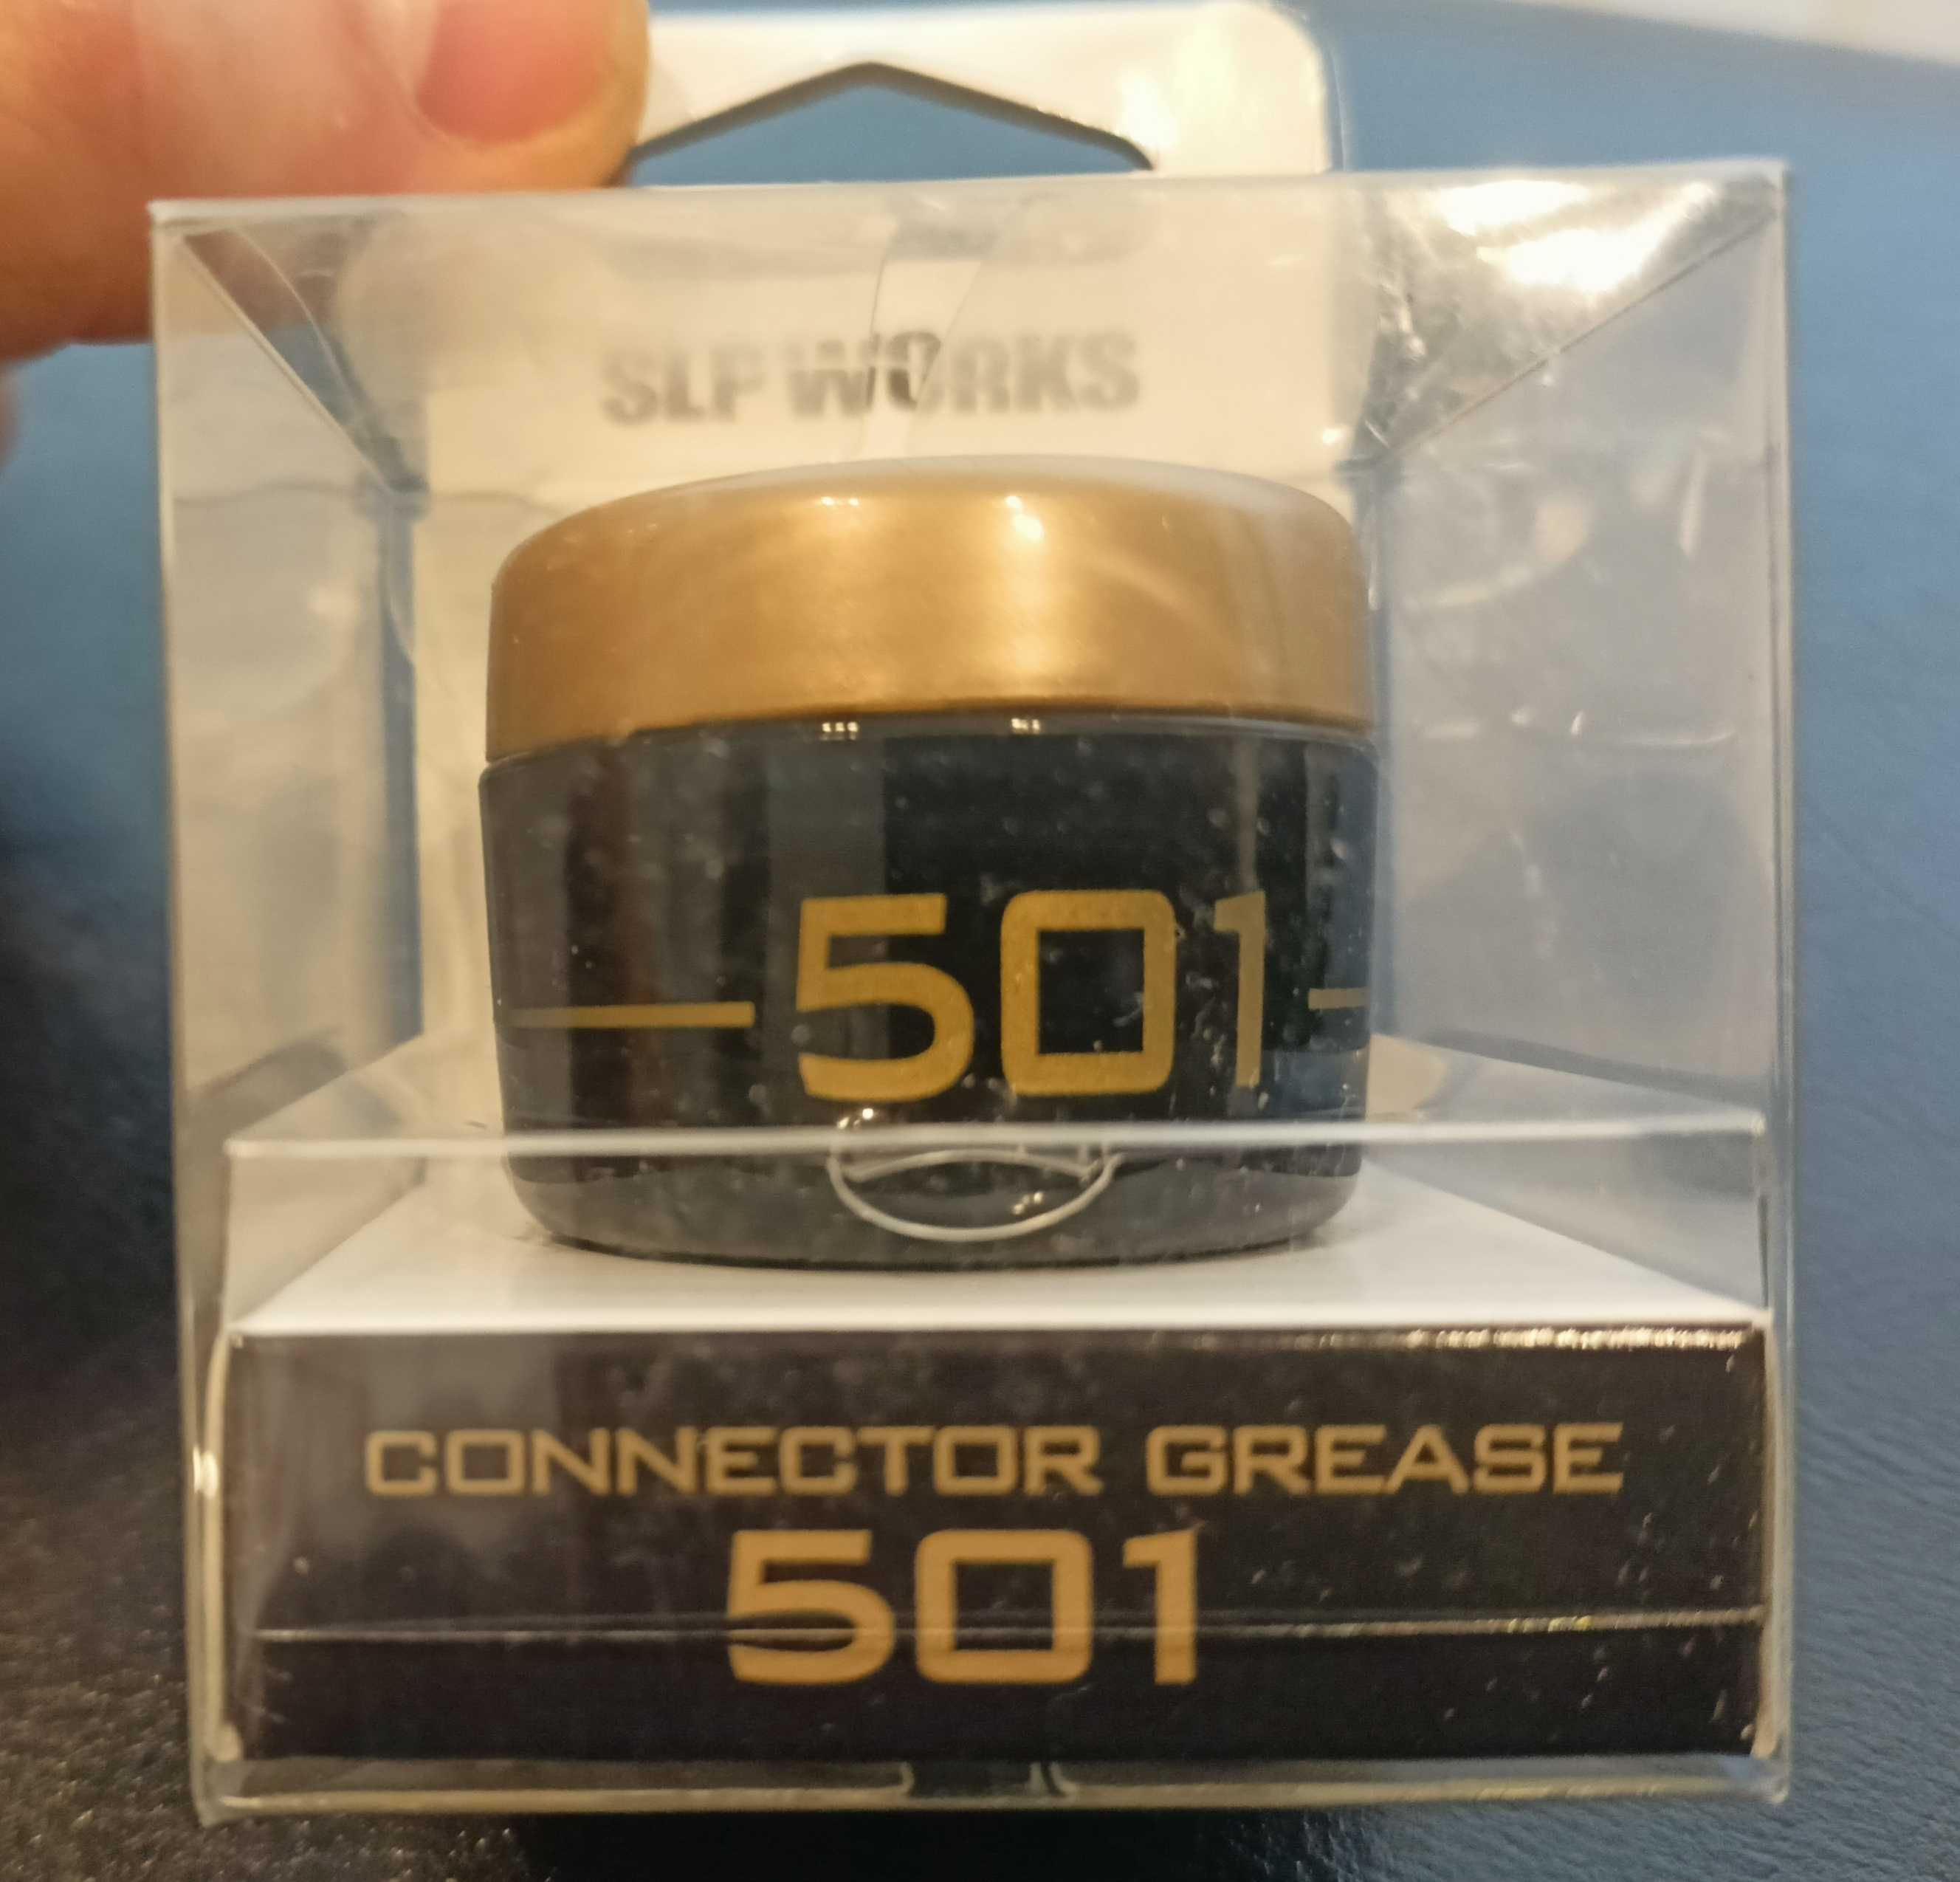 SLP WORKS
501
CONNECTOR GREASE
501